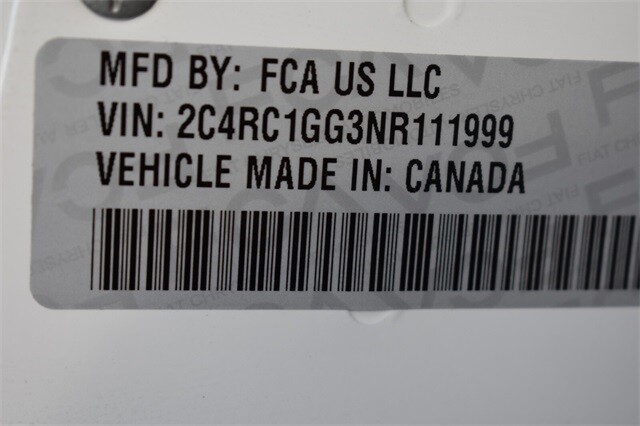 MFD BY: FCA US LLC
VIN: 2C4RC1GG3NR111999
VEHICLE MADE IN: CANADA